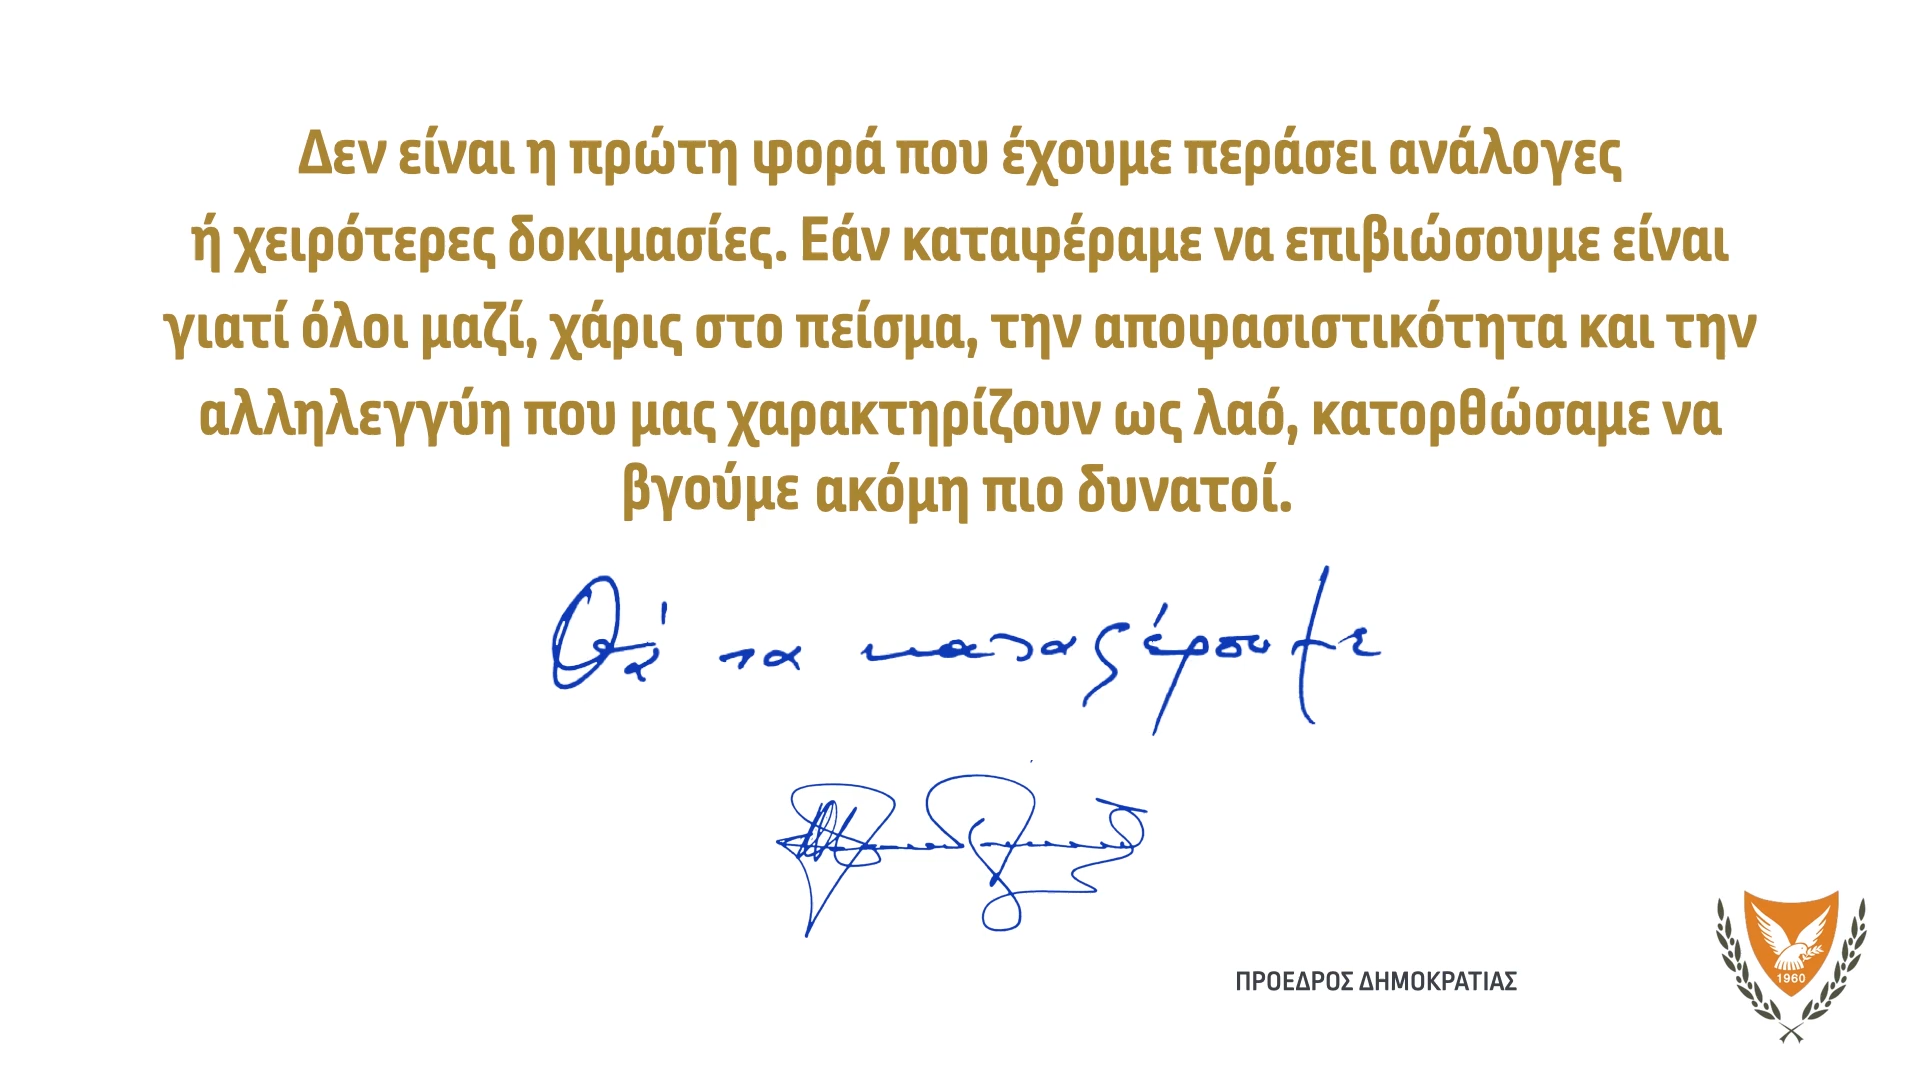 Δεν είναι η πρώτη φορά που έχουμε περάσει ανάλογες
ή χειρότερες δοκιμασίες. Εάν καταφέραμε να επιβιώσουμε είναι
γιατί όλοι μαζί, χάρις στο πείσμα, την αποφασιστικότητα και την
αλληλεγγύη που μας χαρακτηρίζουν ως λαό, κατορθώσαμε να
βγούμε ακόμη πιο δυνατοί.
Θά τα καταφέρουμε
ΠΡΟΕΔΡΟΣ ΔΗΜΟΚΡΑΤΙΑΣ
1960